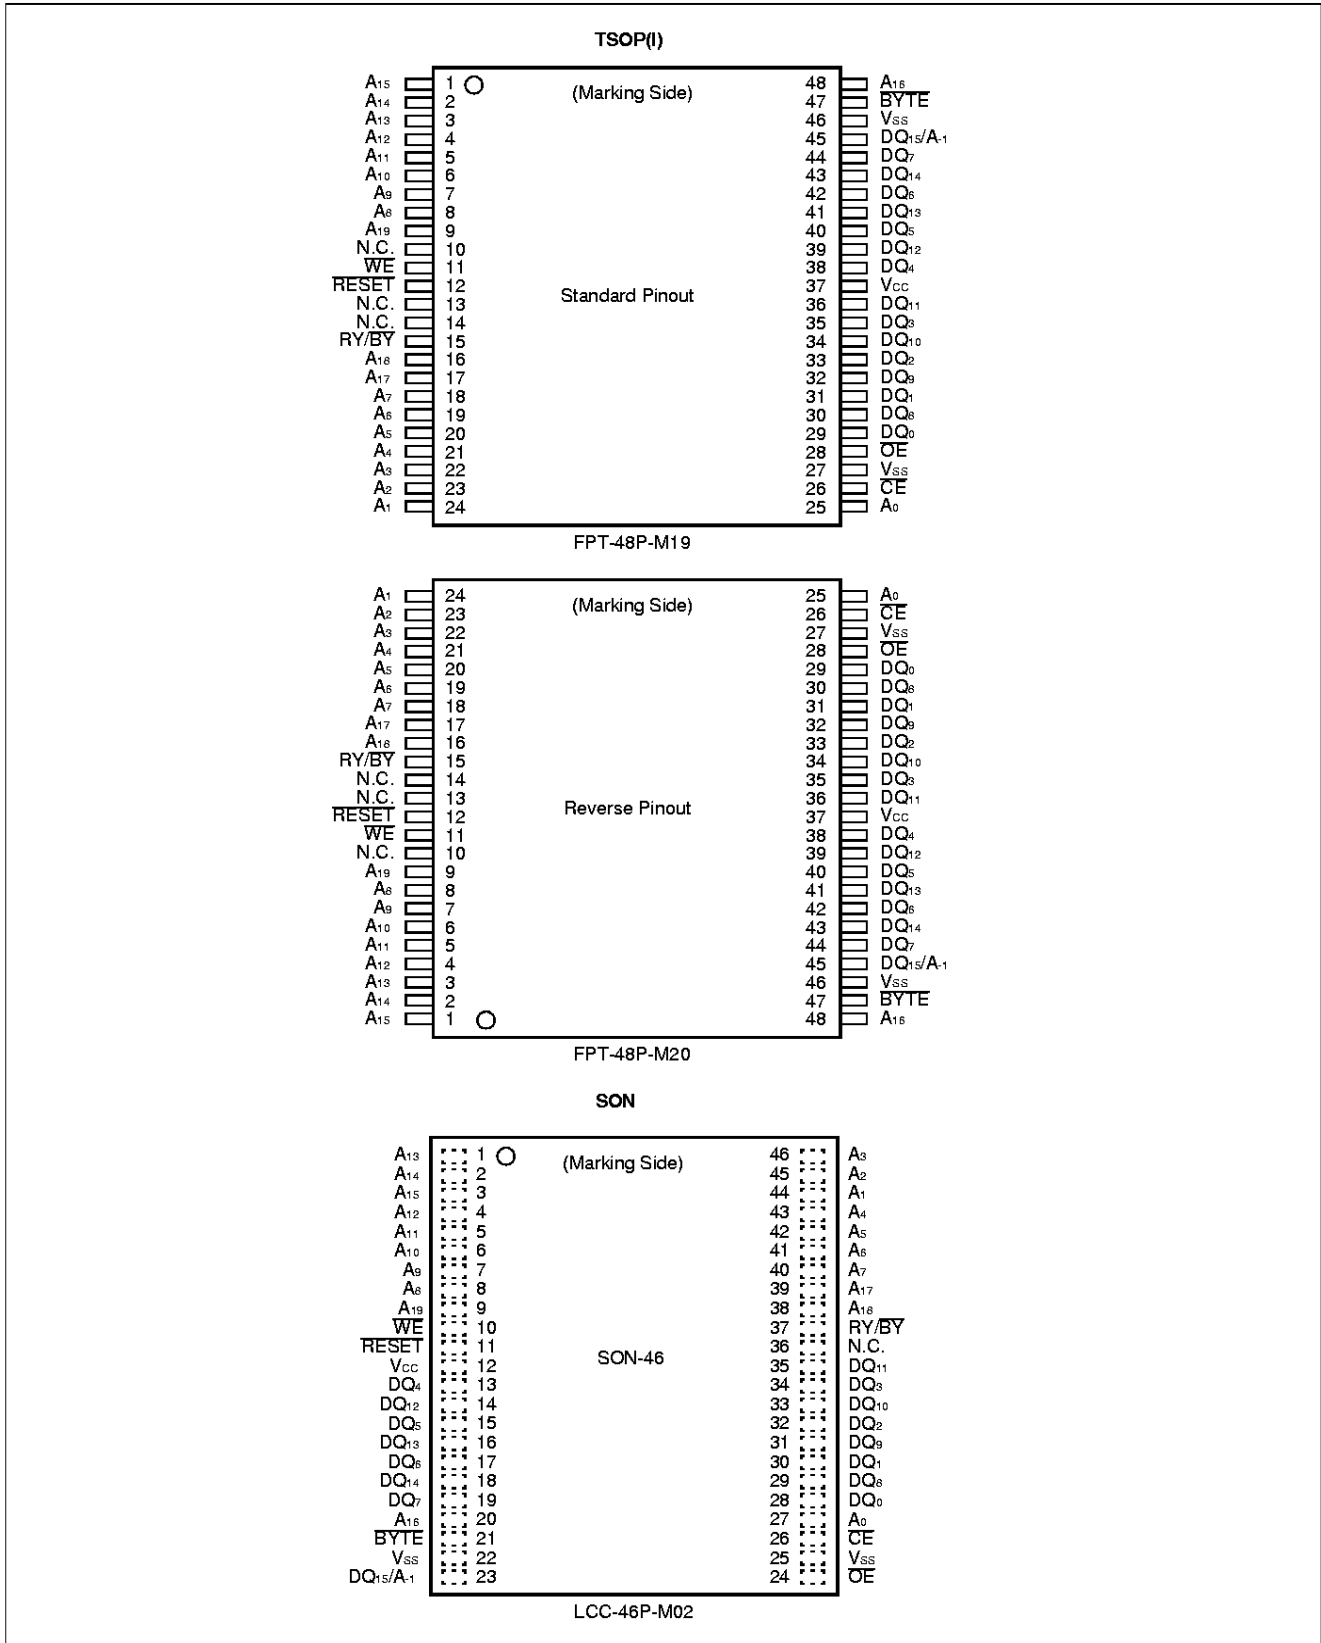 TSOP(I)
(Marking Side)
A15 1 48 A16
A14 2 47 BYTE
A13 3 46 VSS
A12 4 45 DQ15/A-1
A11 5 44 DQ7
A10 6 43 DQ14
A9 7 42 DQ6
A8 8 41 DQ13
A19 9 40 DQ5
N.C. 10 39 DQ12
WE 11 38 DQ4
RESET 12 37 VCC
Standard Pinout
N.C. 13 36 DQ11
N.C. 14 35 DQ3
RY/BY 15 34 DQ10
A18 16 33 DQ2
A17 17 32 DQ9
A7 18 31 DQ1
A6 19 30 DQ8
A5 20 29 DQ0
A4 21 28 OE
A3 22 27 VSS
A2 23 26 CE
A1 24 25 A0
FPT-48P-M19
(Marking Side)
A1 24 25 A0
A2 23 26 CE
A3 22 27 VSS
A4 21 28 OE
A5 20 29 DQ0
A6 19 30 DQ8
A7 18 31 DQ1
A17 17 32 DQ9
A18 16 33 DQ2
RY/BY 15 34 DQ10
N.C. 14 35 DQ3
N.C. 13 36 DQ11
Reverse Pinout
RESET 12 37 VCC
WE 11 38 DQ4
N.C. 10 39 DQ12
A19 9 40 DQ5
A8 8 41 DQ13
A9 7 42 DQ6
A10 6 43 DQ14
A11 5 44 DQ7
A12 4 45 DQ15/A-1
A13 3 46 VSS
A14 2 47 BYTE
A15 1 48 A16
FPT-48P-M20
SON
(Marking Side)
A13 1 46 A3
A14 2 45 A2
A15 3 44 A1
A12 4 43 A4
A11 5 42 A5
A10 6 41 A6
A9 7 40 A7
A8 8 39 A17
A19 9 38 A18
WE 10 37 RY/BY
RESET 11 36 N.C.
SON-46
VCC 12 35 DQ11
DQ4 13 34 DQ3
DQ12 14 33 DQ10
DQ5 15 32 DQ2
DQ13 16 31 DQ9
DQ6 17 30 DQ1
DQ14 18 29 DQ8
DQ7 19 28 DQ0
A16 20 27 A0
BYTE 21 26 CE
VSS 22 25 VSS
DQ15/A-1 23 24 OE
LCC-46P-M02